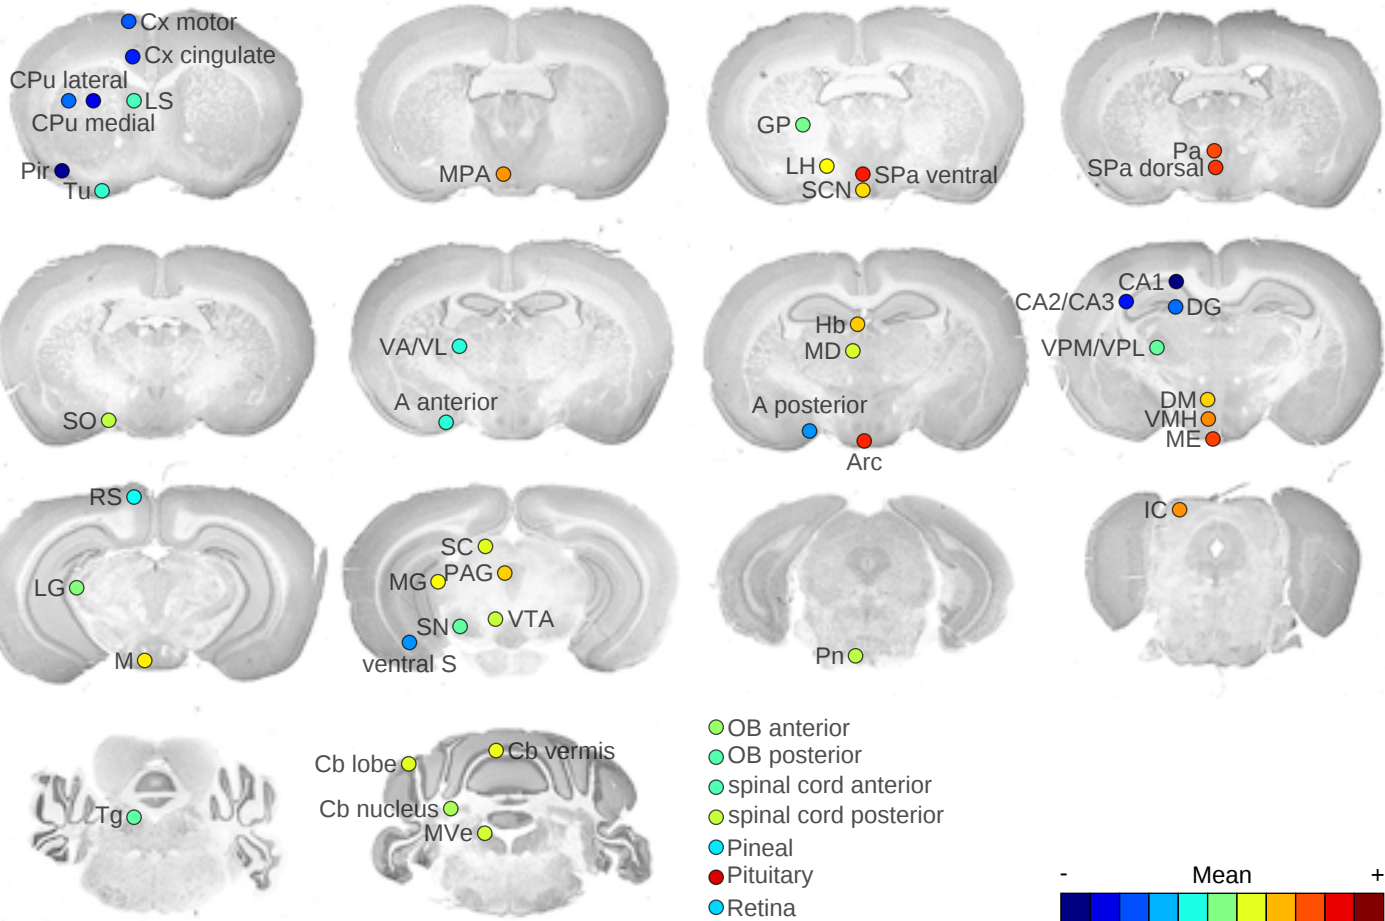 Cx motor
Cx cingulate
CPu lateral
LS
CPu medial
Pir
Tu
MPA
GP
LH
SPa ventral
SCN
Pa
SPa dorsal
SO
VA/VL
A anterior
Hb
MD
A posterior
Arc
CA1
CA2/CA3
DG
VPM/VPL
DM
VMH
ME
RS
LG
M
SC
MG
PAG
SN
VTA
ventral S
Pn
IC
Tg
Cb lobe
Cb vermis
Cb nucleus
MVe
OB anterior
OB posterior
spinal cord anterior
spinal cord posterior
Pineal
Pituitary
Retina
- Mean +